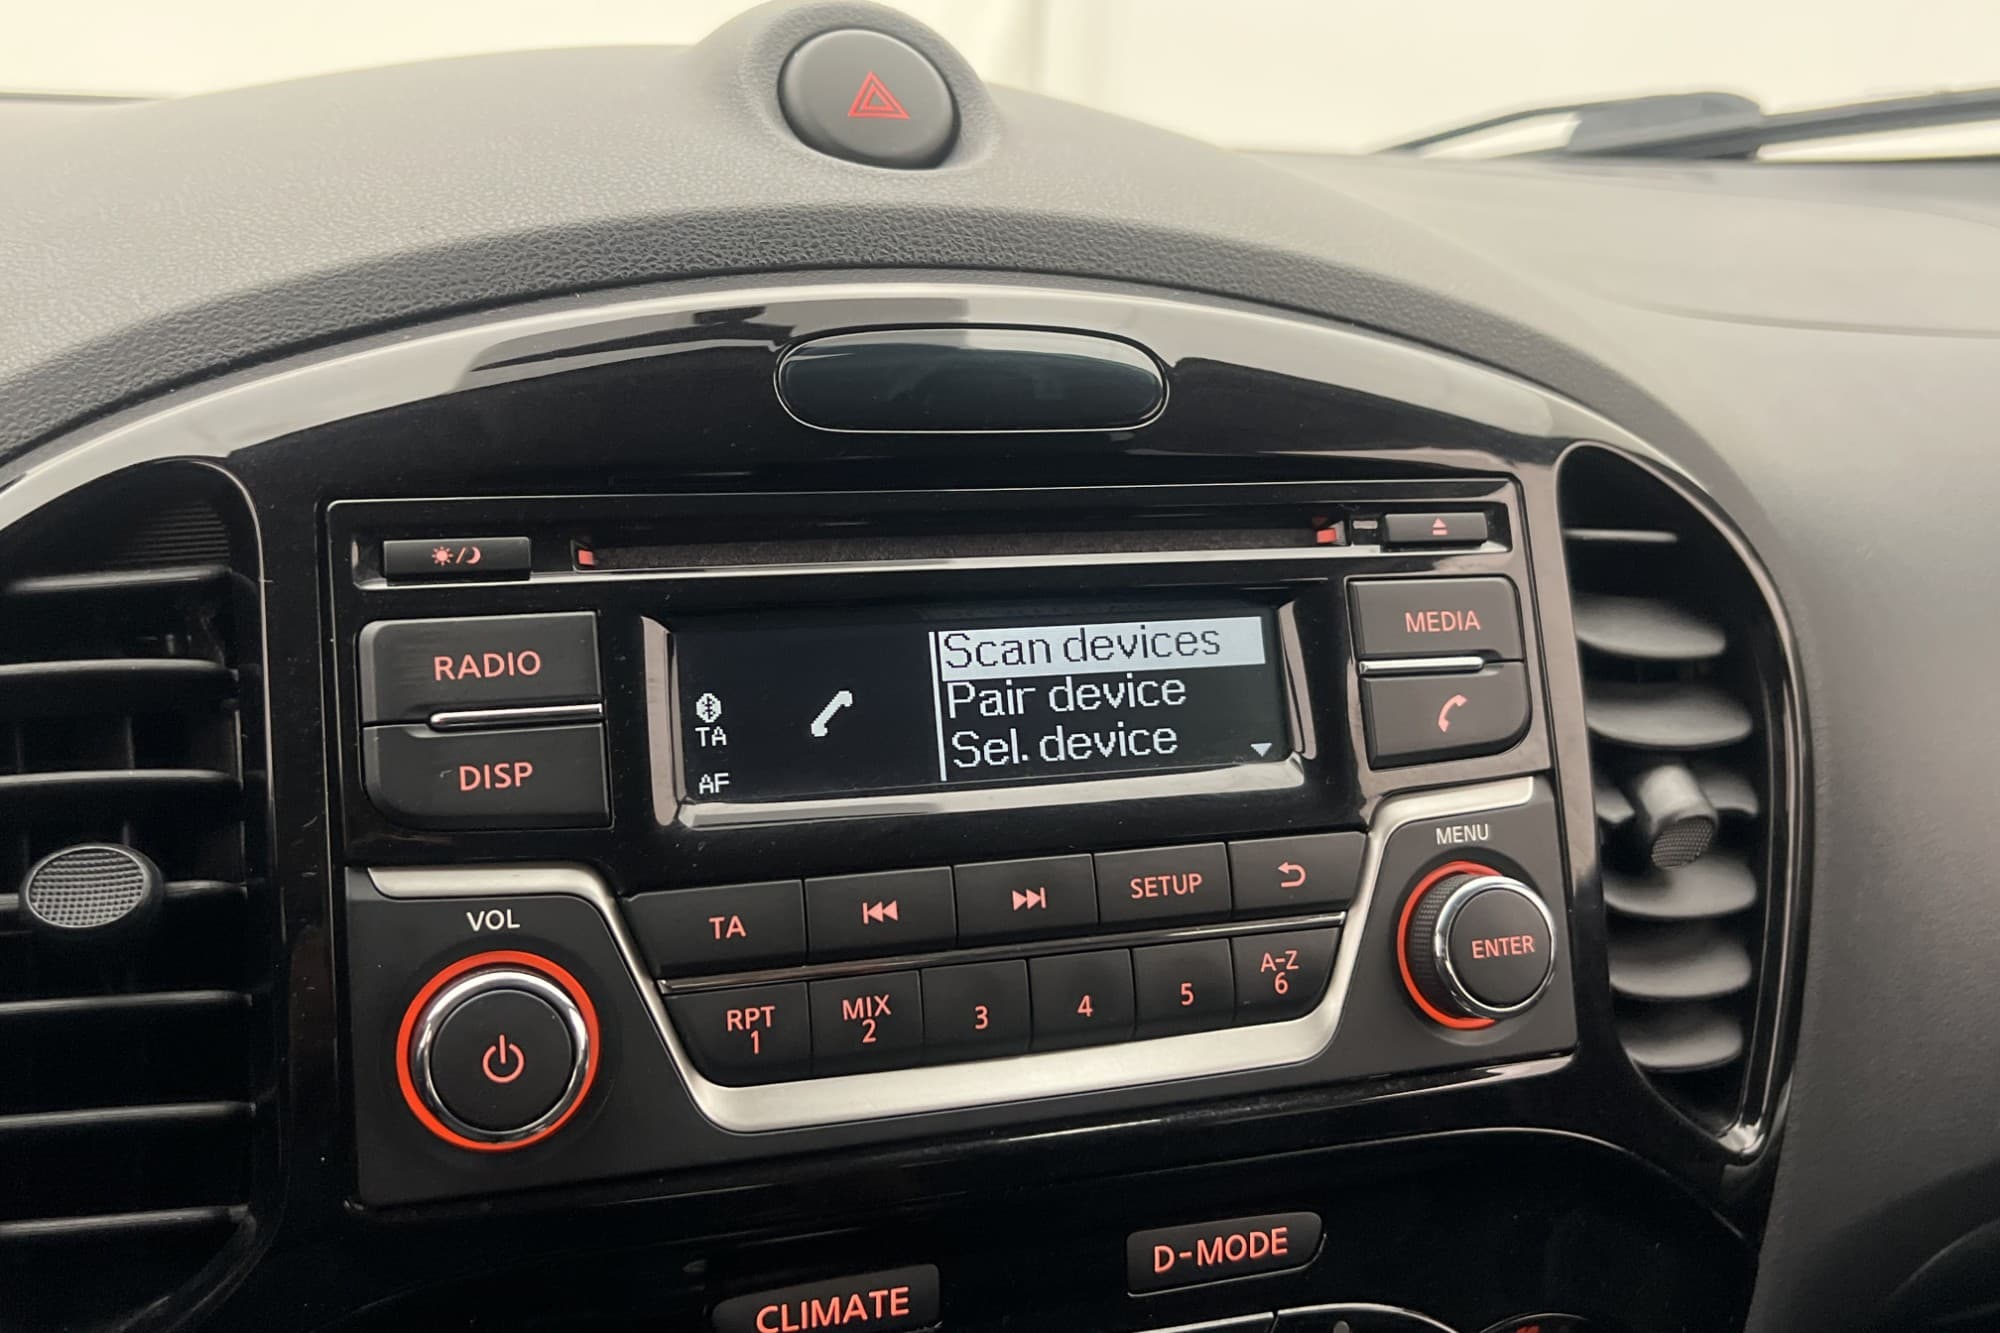 RADIO
DISP
TA
AF
Scan devices
Pair device
Sel. device
MEDIA
VOL
TA
SETUP
MENU
ENTER
RPT
1
MIX
2
3
4
5
A-Z
6
CLIMATE
D-MODE